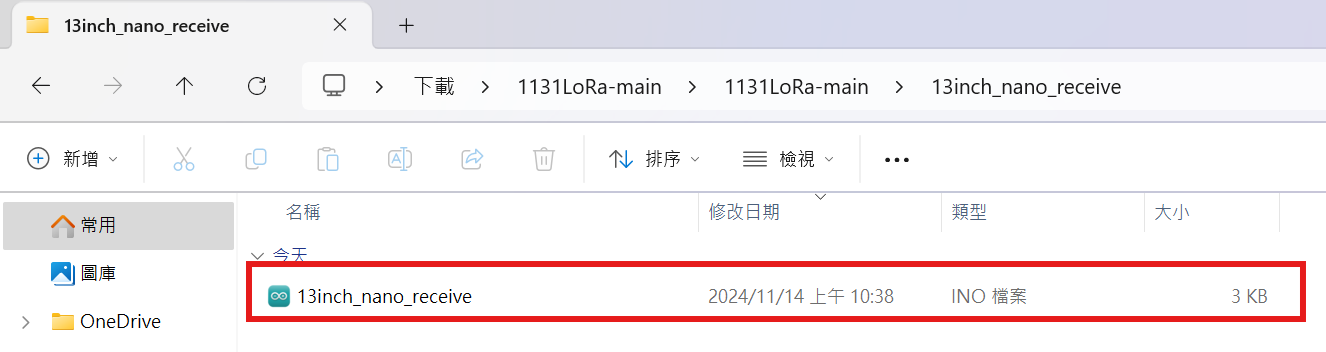 13inch_nano_receive
下載 1131LoRa-main 1131LoRa-main 13inch_nano_receive
新增 排序 檢視
常用
圖庫
OneDrive
名稱 修改日期 類型 大小
今天
13inch_nano_receive 2024/11/14 上午 10:38 INO 檔案 3 KB